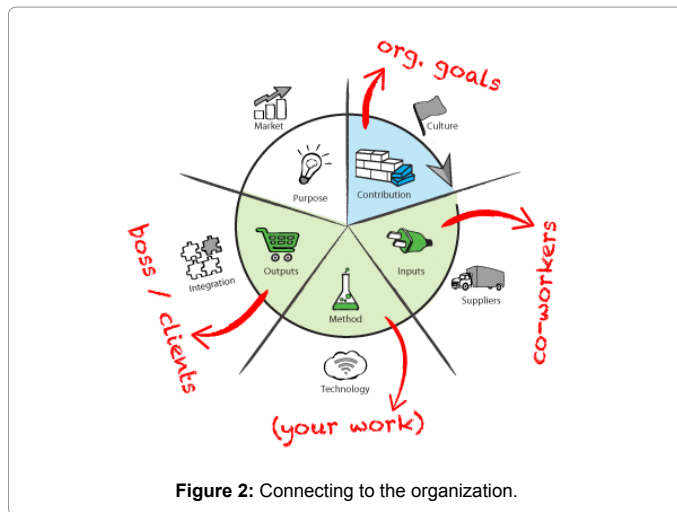 org. goals
Market
Culture
Purpose
Contribution
boss / clients
Integration
Outputs
Inputs
Suppliers
co-workers
Method
Technology
(your work)
Figure 2: Connecting to the organization.